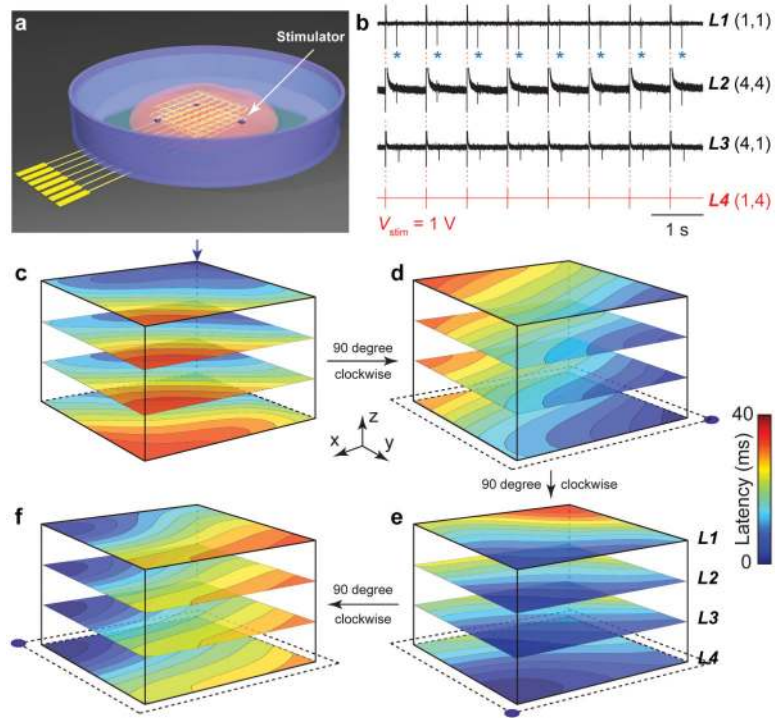 a
Stimulator
b
L1 (1,1)
* * * * * * * *
L2 (4,4)
L3 (4,1)
L4 (1,4)
V stim = 1 V
1 s
c
90 degree
clockwise
d
z
x
y
90 degree clockwise
40
Latency (ms)
0
f
90 degree
clockwise
e
L1
L2
L3
L4